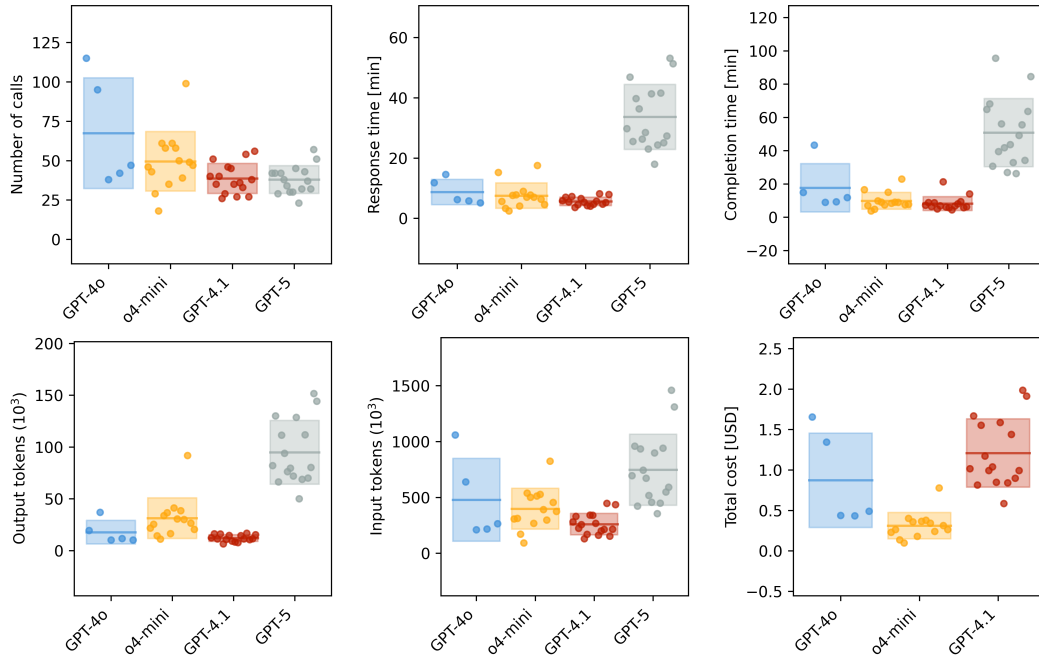 Number of calls
125
100
75
50
25
0
GPT-4o
o4-mini
GPT-4.1
GPT-5
Response time [min]
60
40
20
0
GPT-4o
o4-mini
GPT-4.1
GPT-5
Completion time [min]
120
100
80
60
40
20
0
−20
GPT-4o
o4-mini
GPT-4.1
GPT-5
Output tokens (10³)
200
150
100
50
0
GPT-4o
o4-mini
GPT-4.1
GPT-5
Input tokens (10³)
1500
1000
500
0
GPT-4o
o4-mini
GPT-4.1
GPT-5
Total cost [USD]
2.5
2.0
1.5
1.0
0.5
0.0
−0.5
GPT-4o
o4-mini
GPT-4.1